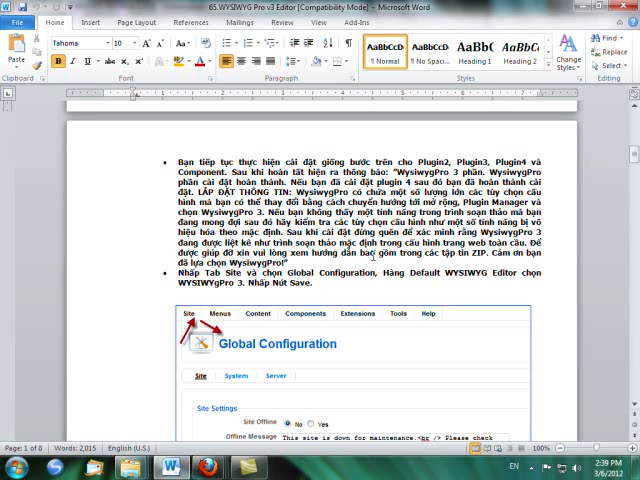 65.WYSIWYG Pro v3 Editor [Compatibility Mode] - Microsoft Word
File Home Insert Page Layout References Mailings Review View Add-Ins
Paste
Tahoma 10
AaBbCcD AaBbCcD AaBbC AaBbCc
¶ Normal ¶ No Spaci... Heading 1 Heading 2
Change Styles
Find
Replace
Select
Clipboard Font Paragraph Styles Editing
• Bạn tiếp tục thực hiện cài đặt giống bước trên cho Plugin2, Plugin3, Plugin4 và
Component. Sau khi hoàn tất hiện ra thông báo: "WysiwygPro 3 phần. WysiwygPro
phần cài đặt hoàn thành. Nếu bạn đã cài đặt plugin 4 sau đó bạn đã hoàn thành cài
đặt. LẮP ĐẶT THÔNG TIN: WysiwygPro có chứa một số lượng lớn các tùy chọn cấu
hình mà bạn có thể thay đổi bằng cách chuyển hướng tới mở rộng, Plugin Manager và
chọn WysiwygPro 3. Nếu bạn không thấy một tính năng trong trình soạn thảo mà bạn
đang mong đợi sau đó hãy kiểm tra các tùy chọn cấu hình như một số tính năng bị vô
hiệu hóa theo mặc định. Sau khi cài đặt đừng quên để xác minh rằng WysiwygPro 3
đang được liệt kê như trình soạn thảo mặc định trong cấu hình trang web toàn cầu. Để
được giúp đỡ xin vui lòng xem hướng dẫn bao gồm trong các tập tin ZIP. Cảm ơn bạn
đã lựa chọn WysiwygPro!"
• Nhấp Tab Site và chọn Global Configuration, Hàng Default WYSIWYG Editor chọn
WYSIWYgPro 3. Nhấp Nút Save.
Site Menus Content Components Extensions Tools Help
Global Configuration
Site System Server
Site Settings
Site Offline No Yes
Offline Message This site is down for maintenance.<br /> Please check
Page: 1 of 8 Words: 2,015 English (U.S.) 100%
EN 2:39 PM
3/6/2012